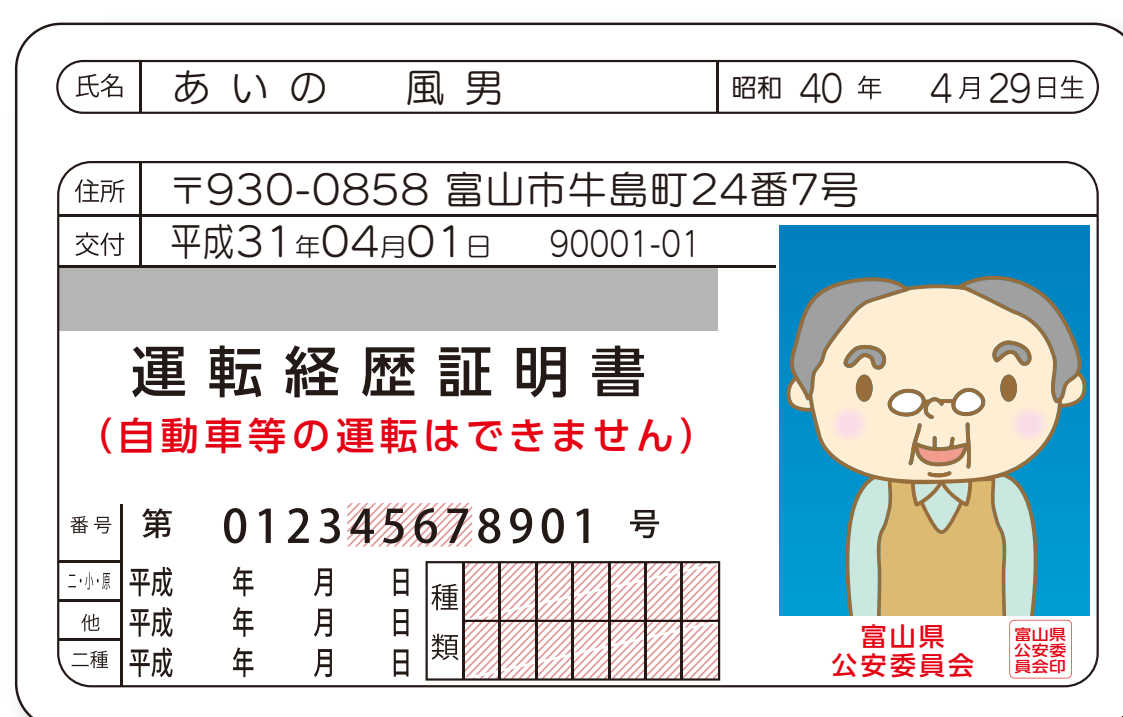 氏名 あいの 風男 昭和 40 年 4月29日生
住所 〒930-0858 富山市牛島町24番7号
交付 平成31年04月01日 90001-01
運転経歴証明書
(自動車等の運転はできません)
番号 第 012345678901 号
二・小・原 平成 年 月 日
他 平成 年 月 日
二種 平成 年 月 日
種類
富山県
公安委員会
富山県
公安委
員会印